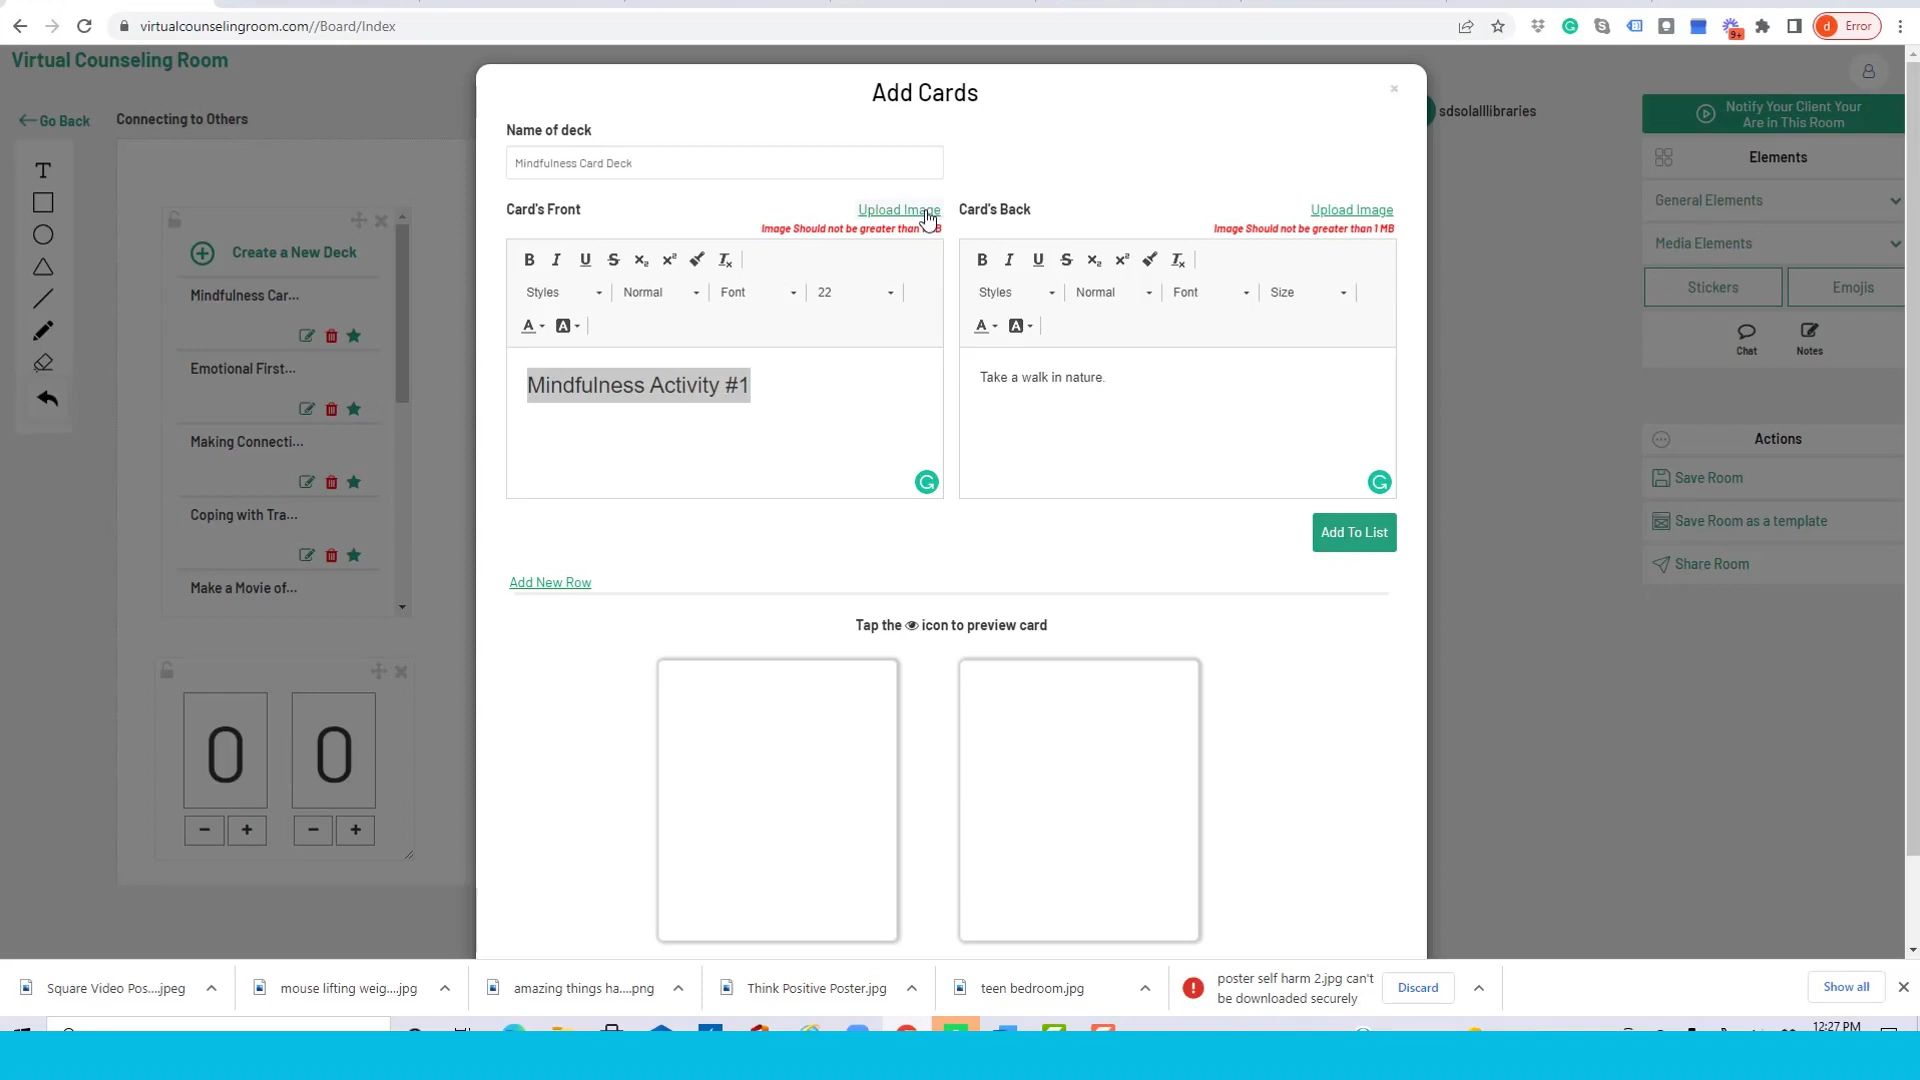 virtualcounselingroom.com//Board/Index
9+
d Error
Virtual Counseling Room
Go Back
Connecting to Others
T
Create a New Deck
Mindfulness Car...
Emotional First...
Making Connecti...
Coping with Tra...
Make a Movie of...
0 0
− + − +
Add Cards
×
Name of deck
Mindfulness Card Deck
Card's Front
Upload Image
Image Should not be greater than
B I U S x₂ x² Tx
Styles Normal Font 22
A A
Mindfulness Activity #1
Card's Back
Upload Image
Image Should not be greater than 1 MB
B I U S x₂ x² Tx
Styles Normal Font Size
A A
Take a walk in nature.
Add To List
Add New Row
Tap the icon to preview card
sdsolalllibraries
Notify Your Client Your
Are in This Room
Elements
General Elements
Media Elements
Stickers
Emojis
Chat
Notes
Actions
Save Room
Save Room as a template
Share Room
Square Video Pos....jpeg
mouse lifting weig....jpg
amazing things ha....png
Think Positive Poster.jpg
teen bedroom.jpg
poster self harm 2.jpg can't
be downloaded securely
Discard
Show all
12:27 PM